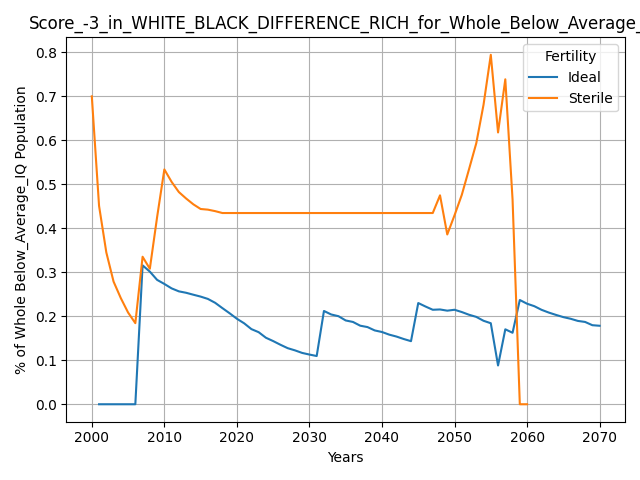 Score_-3_in_WHITE_BLACK_DIFFERENCE_RICH_for_Whole_Below_Average_
Fertility
Ideal
Sterile
% of Whole Below_Average_IQ Population
0.8
0.7
0.6
0.5
0.4
0.3
0.2
0.1
0.0
2000 2010 2020 2030 2040 2050 2060 2070
Years